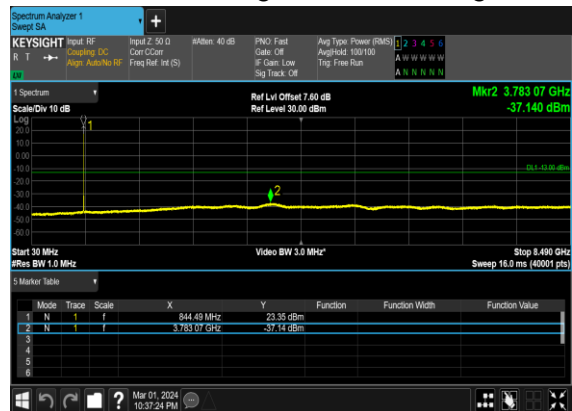 Spectrum Analyzer 1
Swept SA
+
KEYSIGHT Input: RF Input Z: 50 Ω #Atten: 40 dB PNO: Fast Avg Type: Power (RMS) 1 2 3 4 5 6
R T Coupling: DC Corr CCorr Gate: Off Avg|Hold: 100/100 A W W W W W
Align: Auto/No RF Freq Ref: Int (S) IF Gain: Low Trig: Free Run
Sig Track: Off A N N N N N
LXI
1 Spectrum
Ref Lvl Offset 7.60 dB Mkr2 3.783 07 GHz
Scale/Div 10 dB Ref Level 30.00 dBm -37.140 dBm
Log
20.0 1
10.0
0.00
-10.0 DL1 -13.00 dBm
-20.0
-30.0 2
-40.0
-50.0
-60.0
Start 30 MHz Video BW 3.0 MHz* Stop 8.490 GHz
#Res BW 1.0 MHz Sweep 16.0 ms (40001 pts)
5 Marker Table
Mode Trace Scale X Y Function Function Width Function Value
1 N 1 f 844.49 MHz 23.35 dBm
2 N 1 f 3.783 07 GHz -37.14 dBm
3
4
5
6
? Mar 01, 2024
10:37:24 PM